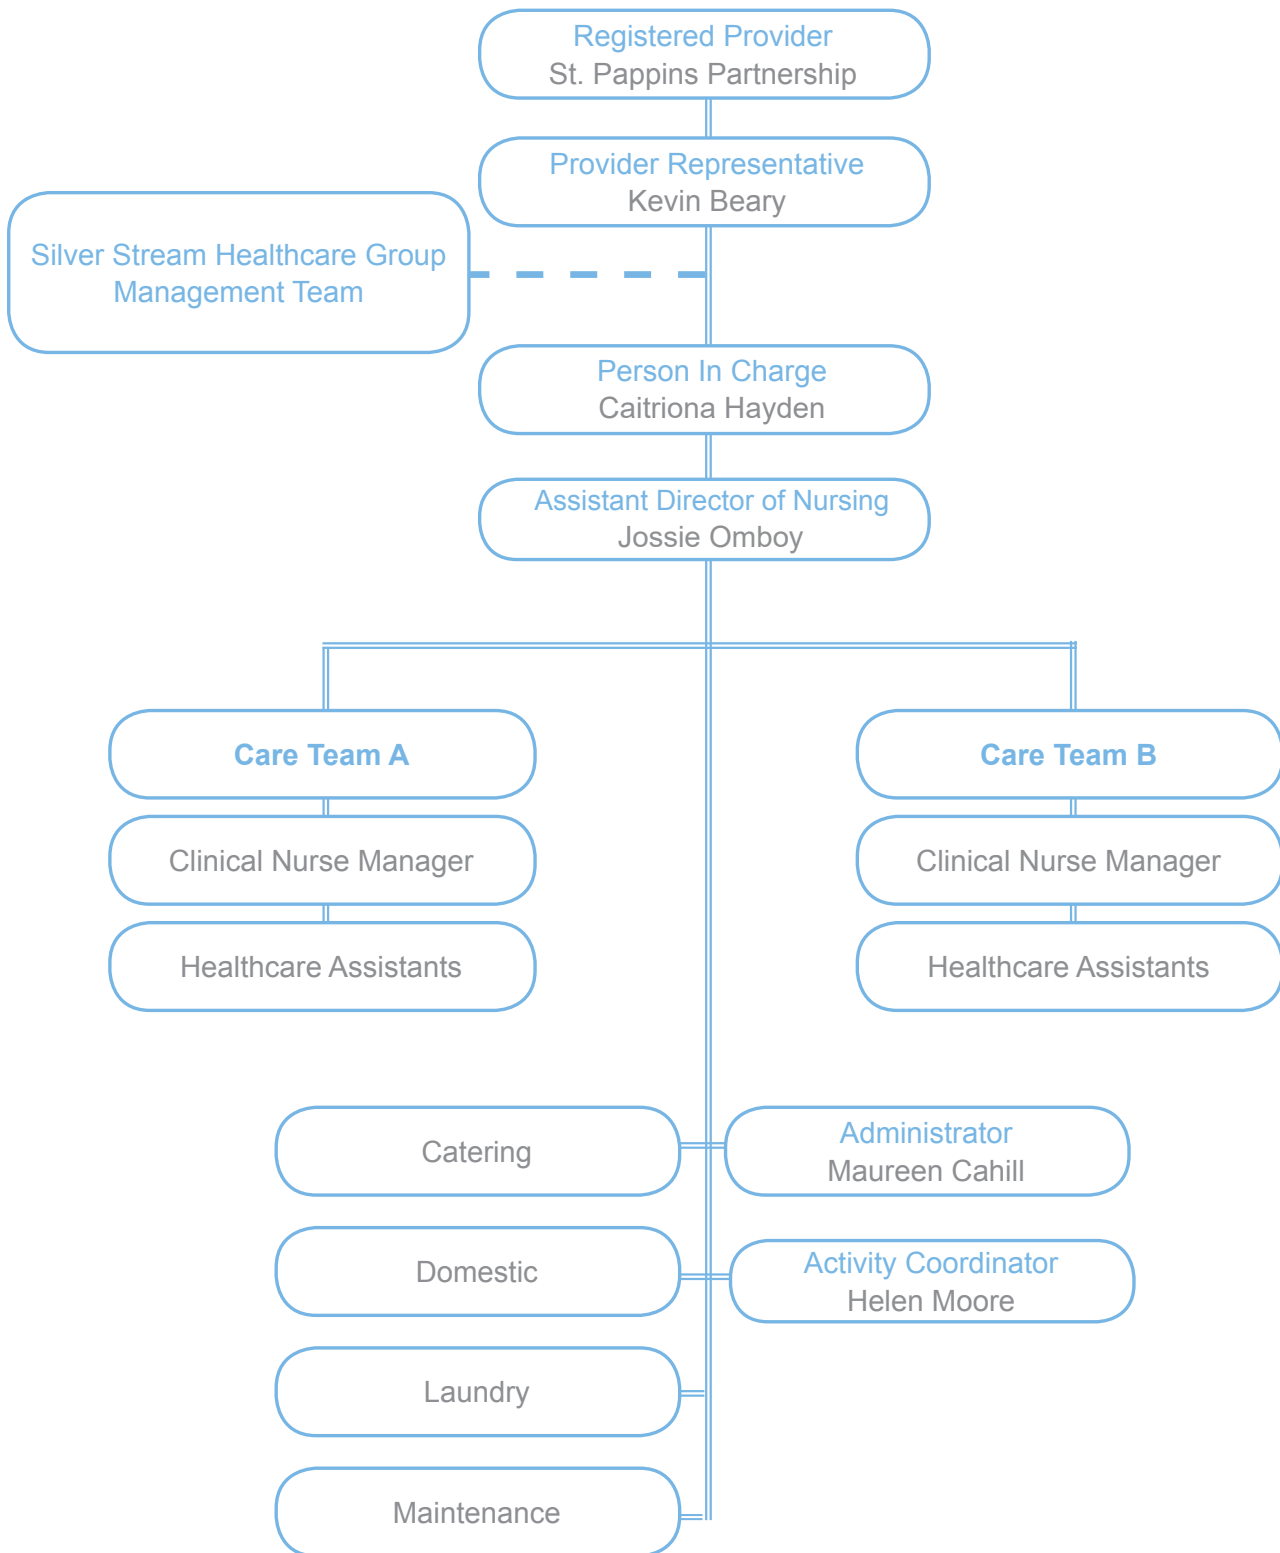 Registered Provider
St. Pappins Partnership
Provider Representative
Kevin Beary
Silver Stream Healthcare Group
Management Team
Person In Charge
Caitriona Hayden
Assistant Director of Nursing
Jossie Omboy
Care Team A
Clinical Nurse Manager
Healthcare Assistants
Care Team B
Clinical Nurse Manager
Healthcare Assistants
Catering
Administrator
Maureen Cahill
Domestic
Activity Coordinator
Helen Moore
Laundry
Maintenance